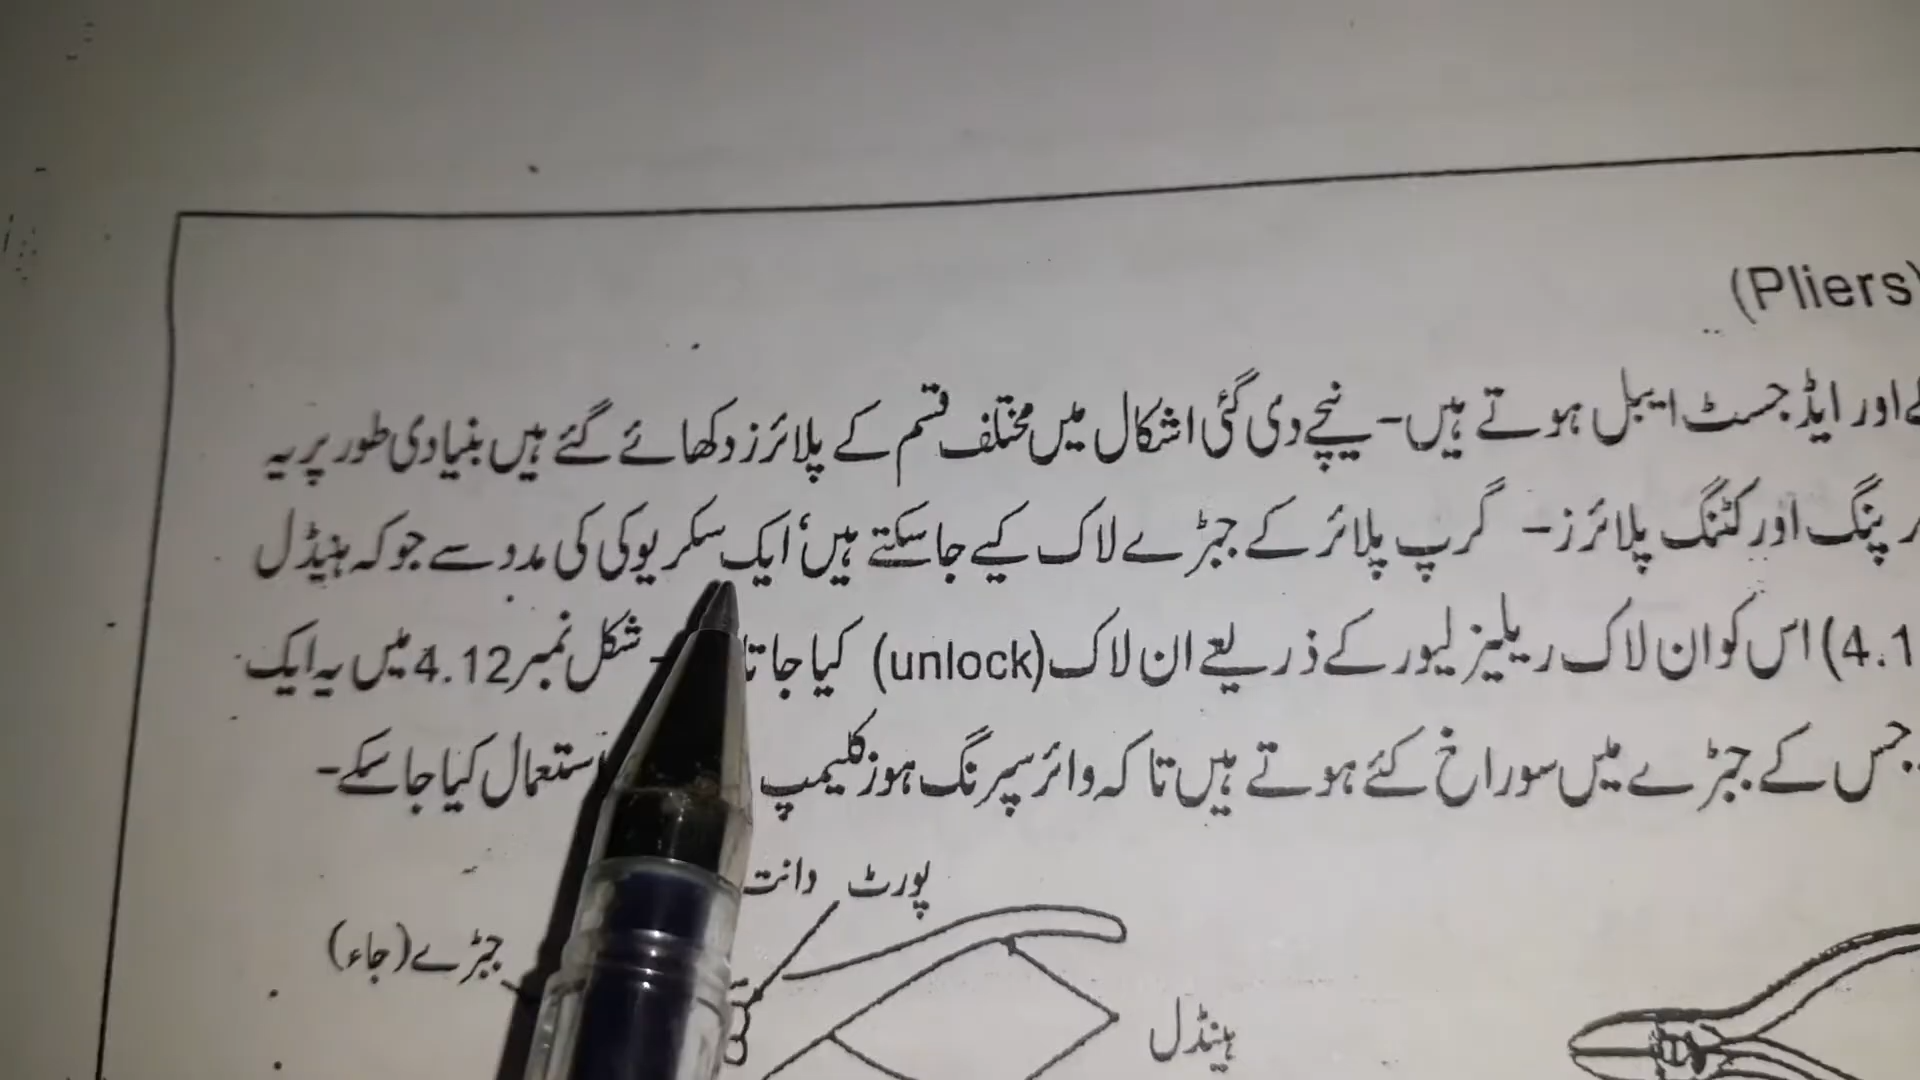 (Pliers)
اور ایڈجسٹ ایبل ہوتے ہیں- نیچے دی گئی اشکال میں مختلف قسم کے پلائرز دکھائے گئے ہیں بنیادی طور پر یہ
پنگ اور کٹنگ پلائرز- گرپ پلائر کے جبڑے لاک کیے جاسکتے ہیں، ایک سکریو کی کی مدد سے جو کہ ہینڈل
4.1) اس کو ان لاک ریلیز لیور کے ذریعے ان لاک (unlock) کیا جاتا - شکل نمبر 4.12 میں یہ ایک
جس کے جبڑے میں سوراخ کئے ہوتے ہیں تاکہ وائر سپرنگ ہوز کلیمپ استعمال کیا جاسکے-
پورٹ دانت
جبڑے (جاء)
ہینڈل